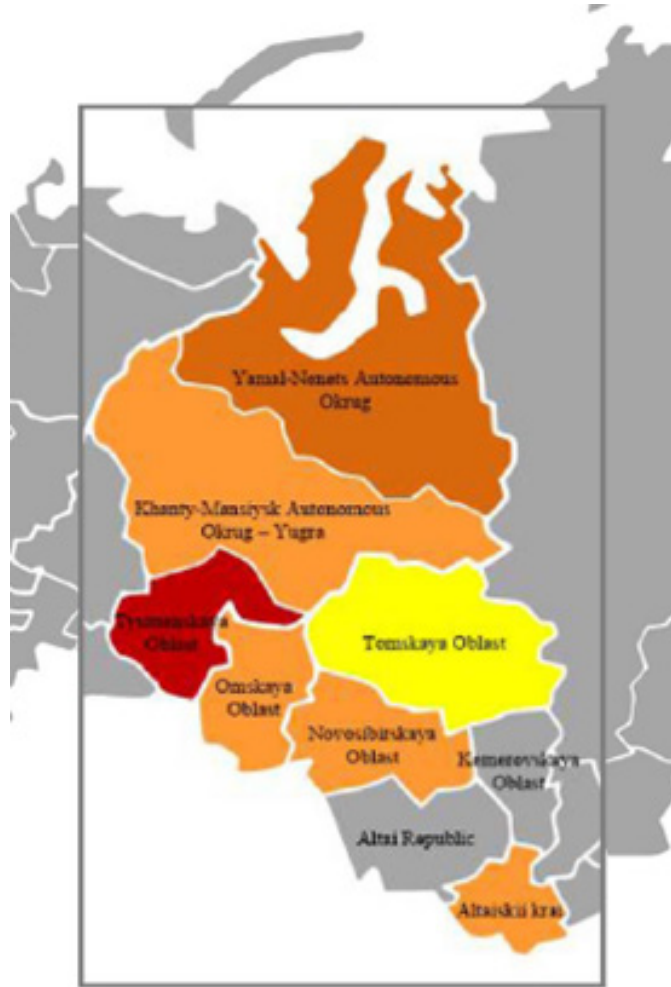 Yamal-Nenets Autonomous
Okrug
Khanty-Mansiysk Autonomous
Okrug – Yugra
Tyumenskaya
Oblast
Tomskaya Oblast
Omskaya
Oblast
Novosibirskaya
Oblast
Kemerovskaya
Oblast
Altai Republic
Altaiskii krai